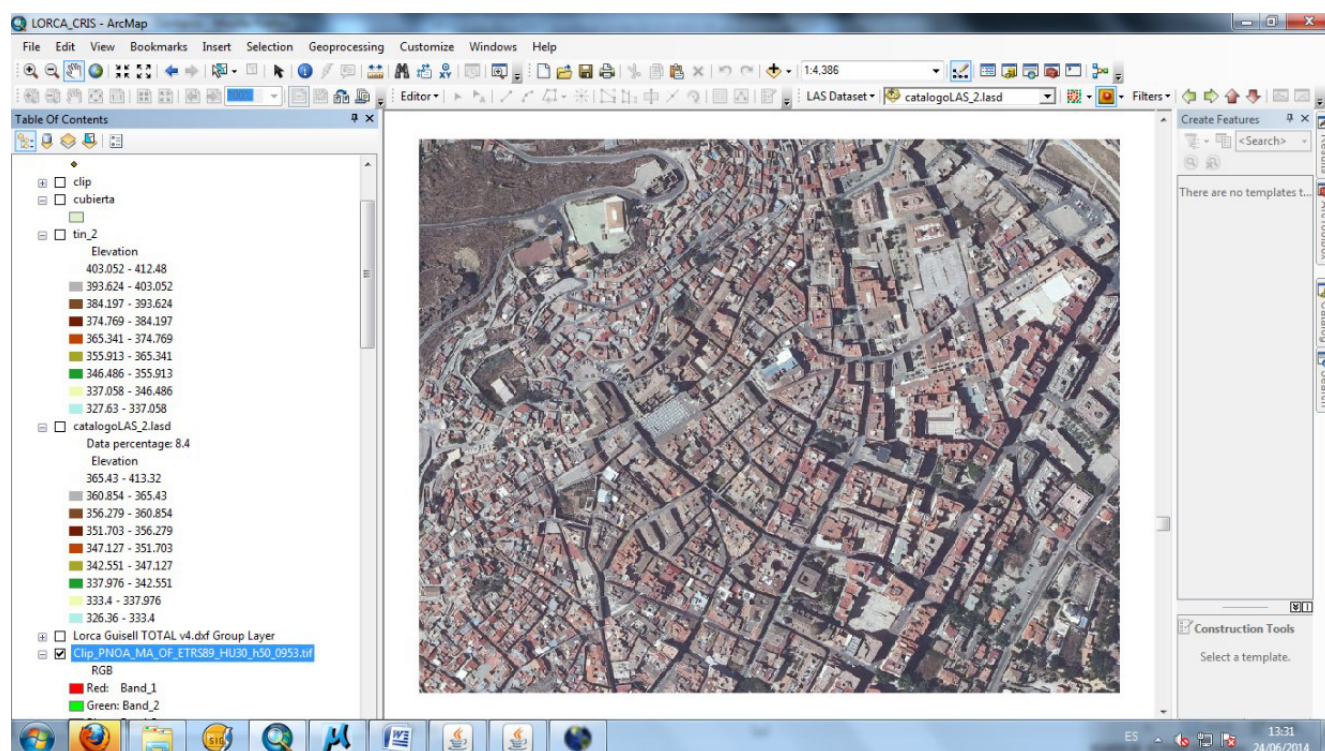 LORCA_CRIS - ArcMap
File Edit View Bookmarks Insert Selection Geoprocessing Customize Windows Help
1:4,386
100%
Editor LAS Dataset catalogoLAS_2.lasd Filters
Table Of Contents
Create Features
<Search>
There are no templates t...
clip
cubierta
tin_2
Elevation
403.052 - 412.48
393.624 - 403.052
384.197 - 393.624
374.769 - 384.197
365.341 - 374.769
355.913 - 365.341
346.486 - 355.913
337.058 - 346.486
327.63 - 337.058
catalogoLAS_2.lasd
Data percentage: 8.4
Elevation
365.43 - 413.32
360.854 - 365.43
356.279 - 360.854
351.703 - 356.279
347.127 - 351.703
342.551 - 347.127
337.976 - 342.551
333.4 - 337.976
326.36 - 333.4
Lorca Guisell TOTAL v4.dxf Group Layer
Clip_PNOA_MA_OF_ETRS89_HU30_h50_0953.tif
RGB
Red: Band_1
Green: Band_2
Construction Tools
Select a template.
SIG
ES
13:31
24/06/2014